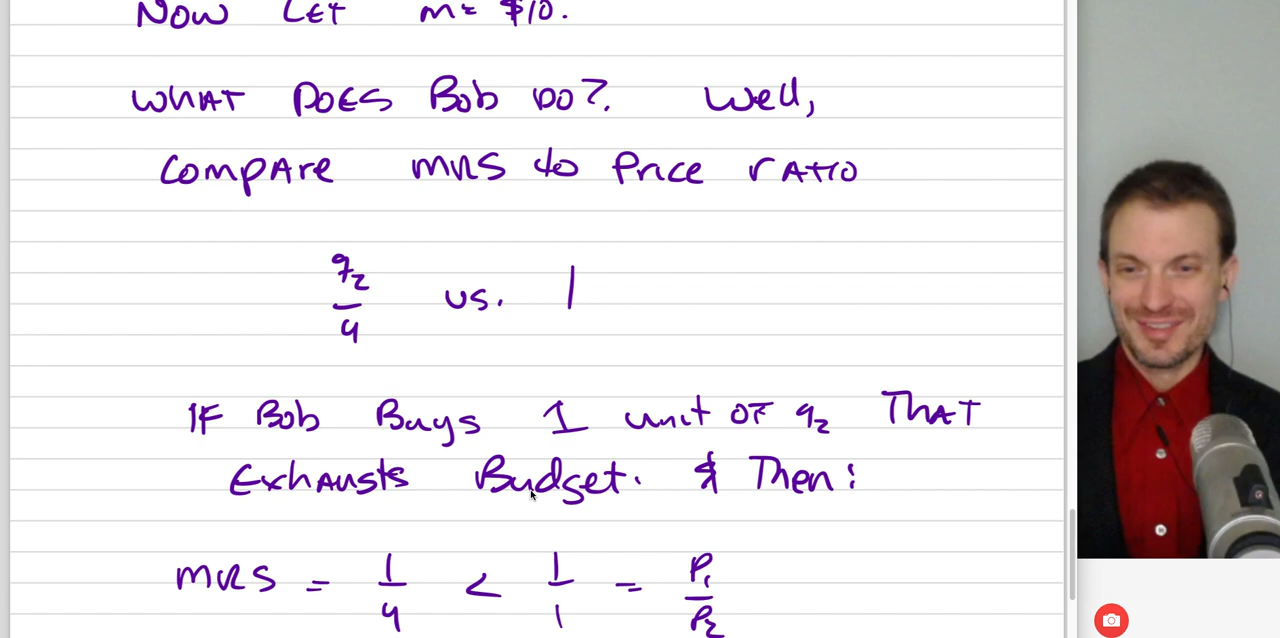 NOW LET m = $10.
WHAT DOES Bob DO? Well,
COMPARE MRS to Price RATIO
q₂/4 vs. 1
IF Bob Buys 1 unit OF q₂ THAT
EXHAUSTS Budget. & Then:
MRS = 1/4 < 1/1 = P₁/P₂